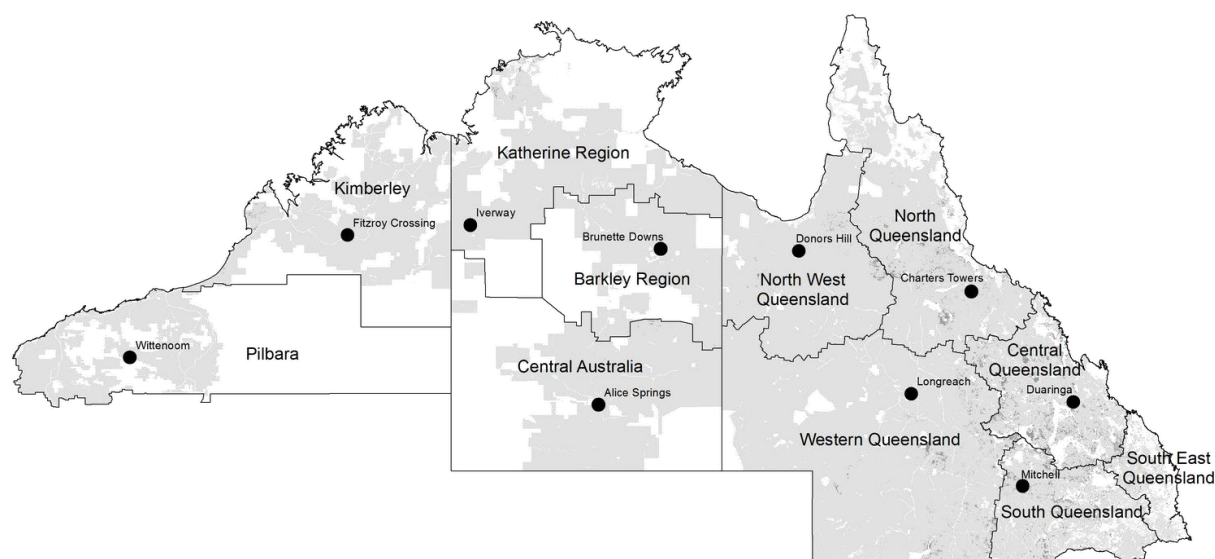 Katherine Region
Kimberley
Iverway
Fitzroy Crossing
North
Queensland
Donors Hill
Brunette Downs
Barkley Region
North West
Queensland
Charters Towers
Wittenoom
Pilbara
Central Australia
Alice Springs
Central
Queensland
Duaringa
Longreach
Western Queensland
South East
Queensland
Mitchell
South Queensland